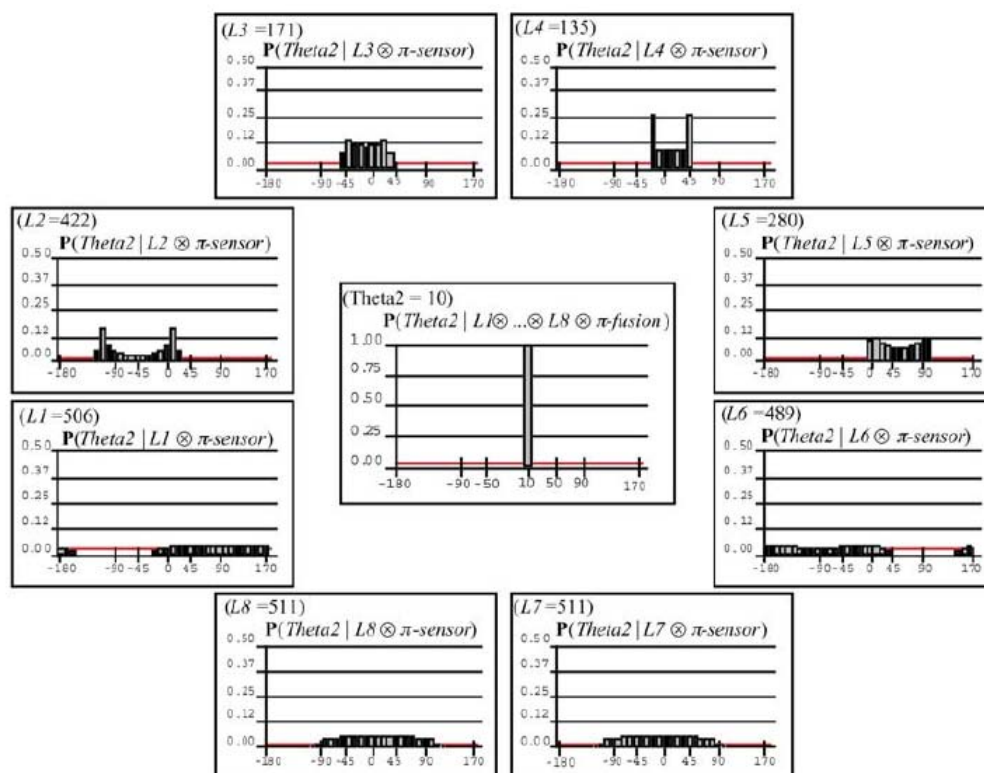 (L3 =171)
P(Theta2 | L3 ⊗ π-sensor)
0.50
0.37
0.25
0.12
0.00
-180 -90 -45 0 45 90 170
(L4 =135)
P(Theta2 | L4 ⊗ π-sensor)
0.50
0.37
0.25
0.12
0.00
-180 -90 -45 0 45 90 170
(L2 =422)
P(Theta2 | L2 ⊗ π-sensor)
0.50
0.37
0.25
0.12
0.00
-180 -90 -45 0 45 90 170
(Theta2 = 10)
P(Theta2 | L1⊗ ...⊗ L8 ⊗ π-fusion)
1.00
0.75
0.50
0.25
0.00
-180 -90 -50 10 50 90 170
(L5 =280)
P(Theta2 | L5 ⊗ π-sensor)
0.50
0.37
0.25
0.12
0.00
-180 -90 -45 0 45 90 170
(L1 =506)
P(Theta2 | L1 ⊗ π-sensor)
0.50
0.37
0.25
0.12
0.00
-180 -90 -45 0 45 90 170
(L6 =489)
P(Theta2 | L6 ⊗ π-sensor)
0.50
0.37
0.25
0.12
0.00
-180 -90 -45 0 45 90 170
(L8 =511)
P(Theta2 | L8 ⊗ π-sensor)
0.50
0.37
0.25
0.12
0.00
-180 -90 -45 0 45 90 170
(L7 =511)
P(Theta2 | L7 ⊗ π-sensor)
0.50
0.37
0.25
0.12
0.00
-180 -90 -45 0 45 90 170